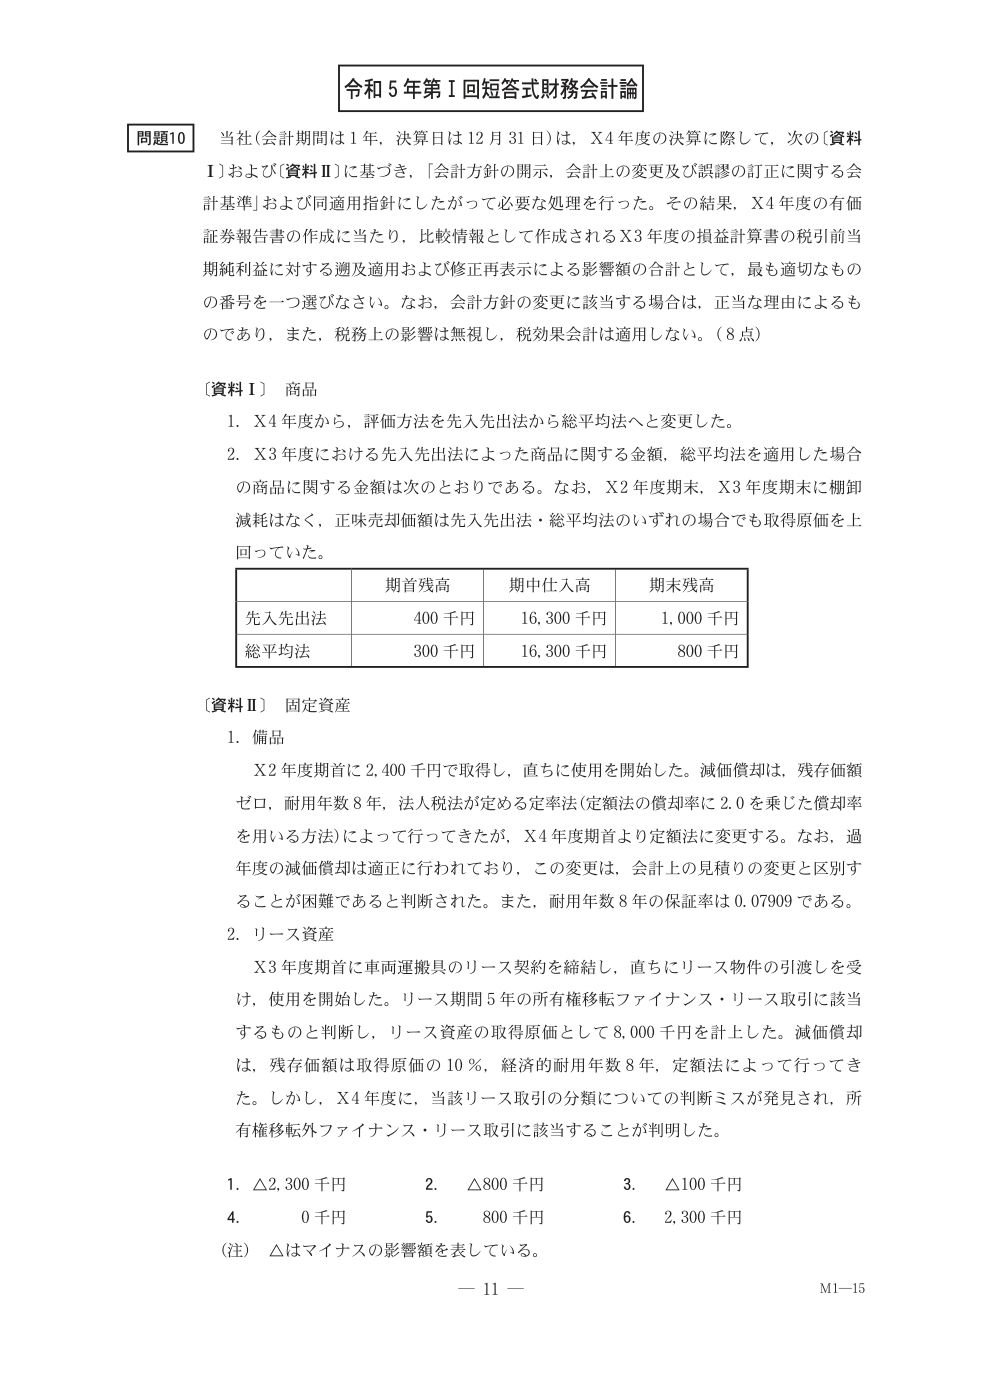 令和5年第Ⅰ回短答式財務会計論
問題10 当社(会計期間は1年，決算日は12月31日)は，X4年度の決算に際して，次の〔資料
Ⅰ〕および〔資料Ⅱ〕に基づき，「会計方針の開示，会計上の変更及び誤謬の訂正に関する会
計基準」および同適用指針にしたがって必要な処理を行った。その結果，X4年度の有価
証券報告書の作成に当たり，比較情報として作成されるX3年度の損益計算書の税引前当
期純利益に対する遡及適用および修正再表示による影響額の合計として，最も適切なもの
の番号を一つ選びなさい。なお，会計方針の変更に該当する場合は，正当な理由によるも
のであり，また，税務上の影響は無視し，税効果会計は適用しない。(8点)
〔資料Ⅰ〕 商品
1. X4年度から，評価方法を先入先出法から総平均法へと変更した。
2. X3年度における先入先出法によった商品に関する金額，総平均法を適用した場合
の商品に関する金額は次のとおりである。なお，X2年度期末，X3年度期末に棚卸
減耗はなく，正味売却価額は先入先出法・総平均法のいずれの場合でも取得原価を上
回っていた。
期首残高 期中仕入高 期末残高
先入先出法 400千円 16,300千円 1,000千円
総平均法 300千円 16,300千円 800千円
〔資料Ⅱ〕 固定資産
1. 備品
X2年度期首に2,400千円で取得し，直ちに使用を開始した。減価償却は，残存価額
ゼロ，耐用年数8年，法人税法が定める定率法(定額法の償却率に2.0を乗じた償却率
を用いる方法)によって行ってきたが，X4年度期首より定額法に変更する。なお，過
年度の減価償却は適正に行われており，この変更は，会計上の見積りの変更と区別す
ることが困難であると判断された。また，耐用年数8年の保証率は0.07909である。
2. リース資産
X3年度期首に車両運搬具のリース契約を締結し，直ちにリース物件の引渡しを受
け，使用を開始した。リース期間5年の所有権移転ファイナンス・リース取引に該当
するものと判断し，リース資産の取得原価として8,000千円を計上した。減価償却
は，残存価額は取得原価の10％，経済的耐用年数8年，定額法によって行ってき
た。しかし，X4年度に，当該リース取引の分類についての判断ミスが発見され，所
有権移転外ファイナンス・リース取引に該当することが判明した。
1. △2,300千円 2. △800千円 3. △100千円
4. 0千円 5. 800千円 6. 2,300千円
(注) △はマイナスの影響額を表している。
― 11 ― M1―15